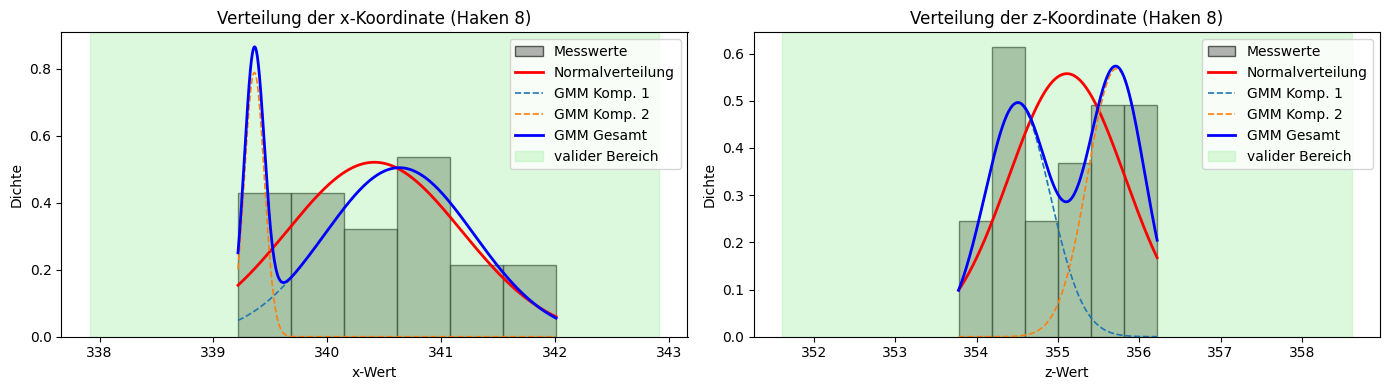 Verteilung der x-Koordinate (Haken 8)
0.8
0.6
0.4
0.2
0.0
Dichte
338
339
340
341
342
343
x-Wert
Messwerte
Normalverteilung
GMM Komp. 1
GMM Komp. 2
GMM Gesamt
valider Bereich
Verteilung der z-Koordinate (Haken 8)
0.6
0.5
0.4
0.3
0.2
0.1
0.0
Dichte
352
353
354
355
356
357
358
z-Wert
Messwerte
Normalverteilung
GMM Komp. 1
GMM Komp. 2
GMM Gesamt
valider Bereich